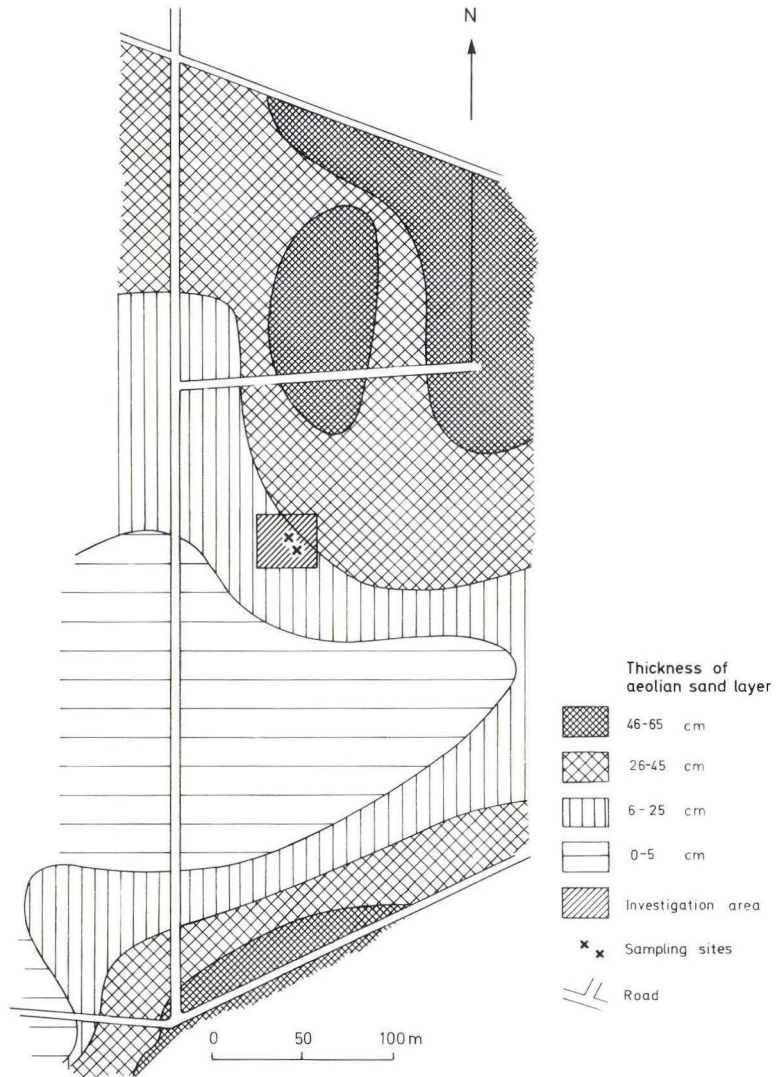 N
Thickness of
aeolian sand layer
46-65 cm
26-45 cm
6-25 cm
0-5 cm
Investigation area
Sampling sites
Road
0 50 100 m